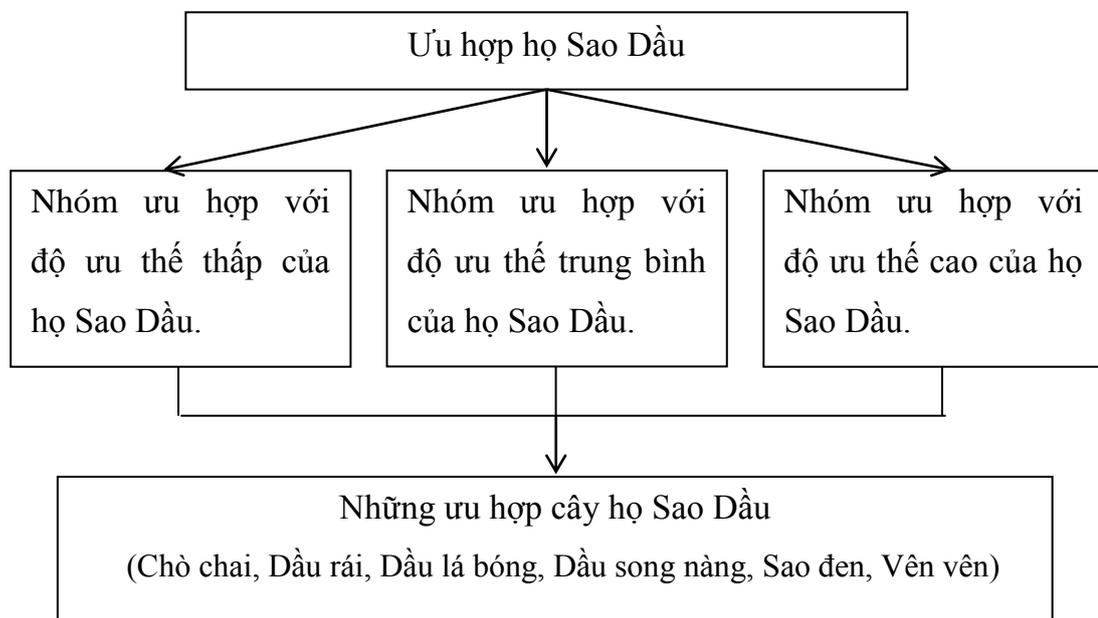 Ưu hợp họ Sao Dầu
Nhóm ưu hợp với
độ ưu thế thấp của
họ Sao Dầu.
Nhóm ưu hợp với
độ ưu thế trung bình
của họ Sao Dầu.
Nhóm ưu hợp với
độ ưu thế cao của họ
Sao Dầu.
Những ưu hợp cây họ Sao Dầu
(Chò chai, Dầu rái, Dầu lá bóng, Dầu song nàng, Sao đen, Vên vên)